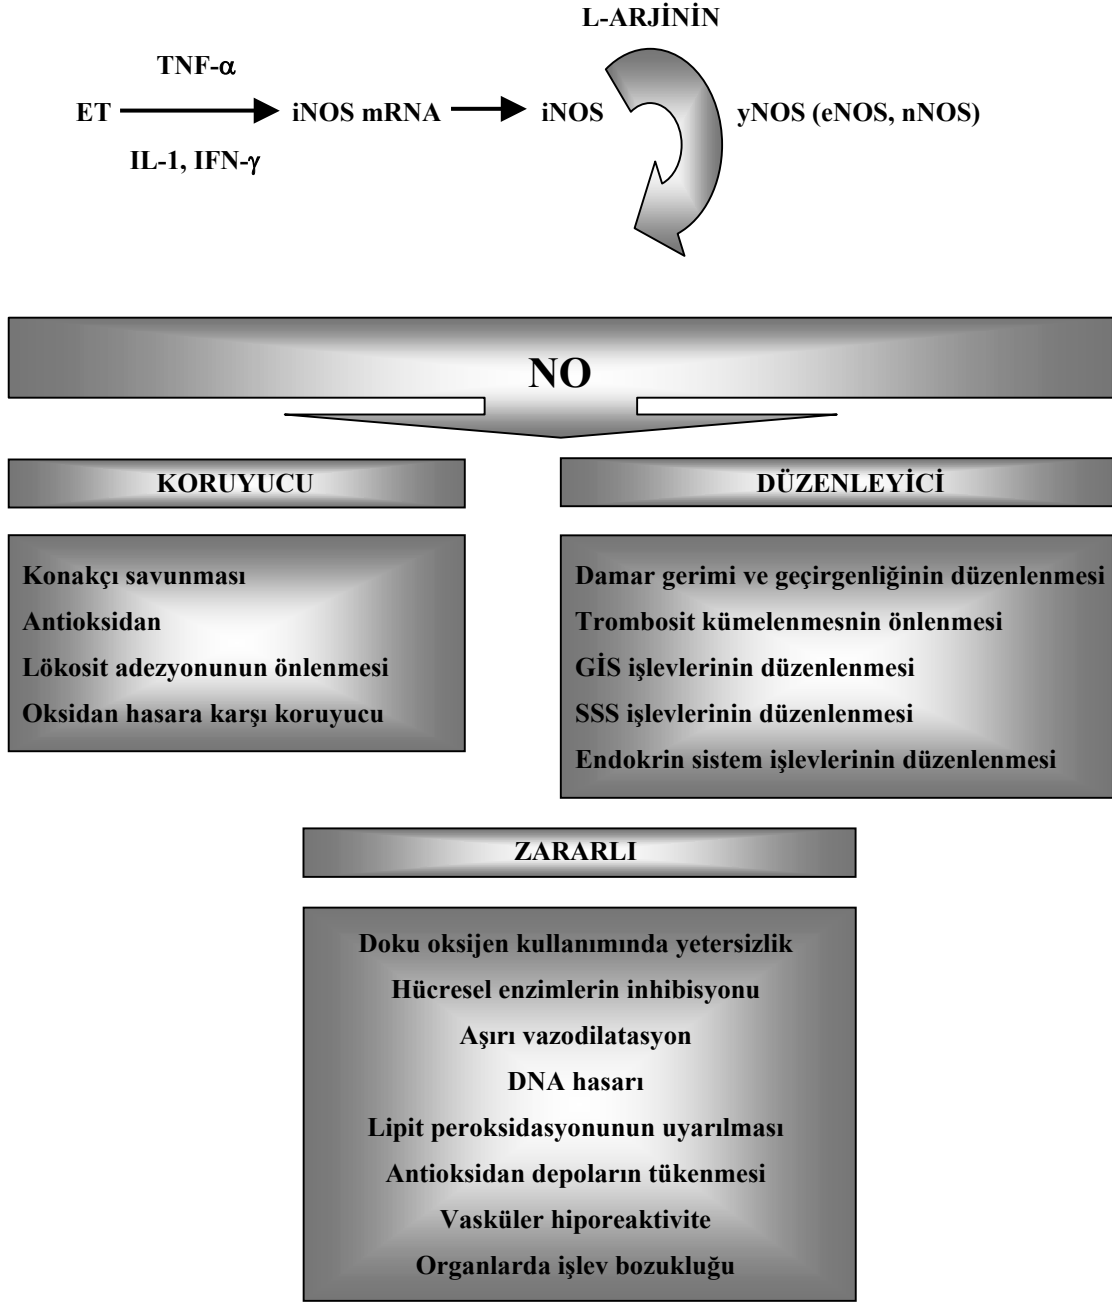 L-ARJİNİN
TNF-α
ET iNOS mRNA iNOS yNOS (eNOS, nNOS)
IL-1, IFN-γ
NO
KORUYUCU
Konakçı savunması
Antioksidan
Lökosit adezyonunun önlenmesi
Oksidan hasara karşı koruyucu
DÜZENLEYİCİ
Damar gerimi ve geçirgenliğinin düzenlenmesi
Trombosit kümelenmesnin önlenmesi
GİS işlevlerinin düzenlenmesi
SSS işlevlerinin düzenlenmesi
Endokrin sistem işlevlerinin düzenlenmesi
ZARARLI
Doku oksijen kullanımında yetersizlik
Hücresel enzimlerin inhibisyonu
Aşırı vazodilatasyon
DNA hasarı
Lipit peroksidasyonunun uyarılması
Antioksidan depoların tükenmesi
Vasküler hiporeaktivite
Organlarda işlev bozukluğu